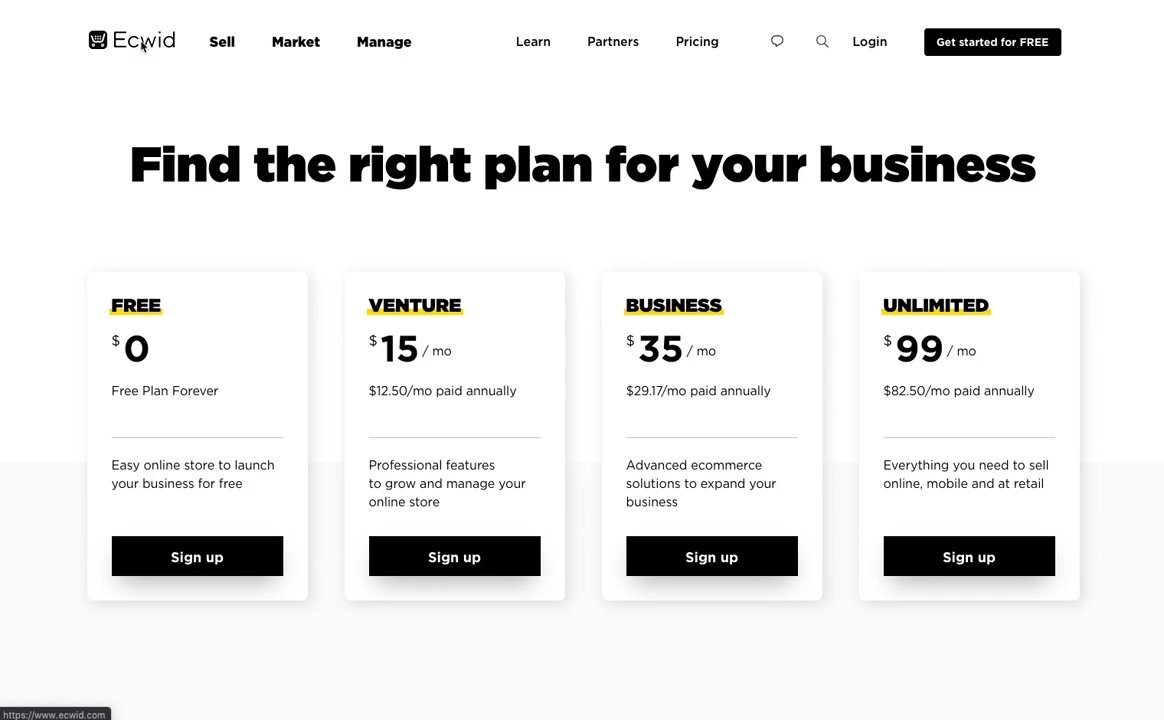 Ecwid
Sell
Market
Manage
Learn
Partners
Pricing
Login
Get started for FREE
Find the right plan for your business
FREE
$0
Free Plan Forever
Easy online store to launch
your business for free
Sign up
VENTURE
$15 / mo
$12.50/mo paid annually
Professional features
to grow and manage your
online store
Sign up
BUSINESS
$35 / mo
$29.17/mo paid annually
Advanced ecommerce
solutions to expand your
business
Sign up
UNLIMITED
$99 / mo
$82.50/mo paid annually
Everything you need to sell
online, mobile and at retail
Sign up
https://www.ecwid.com